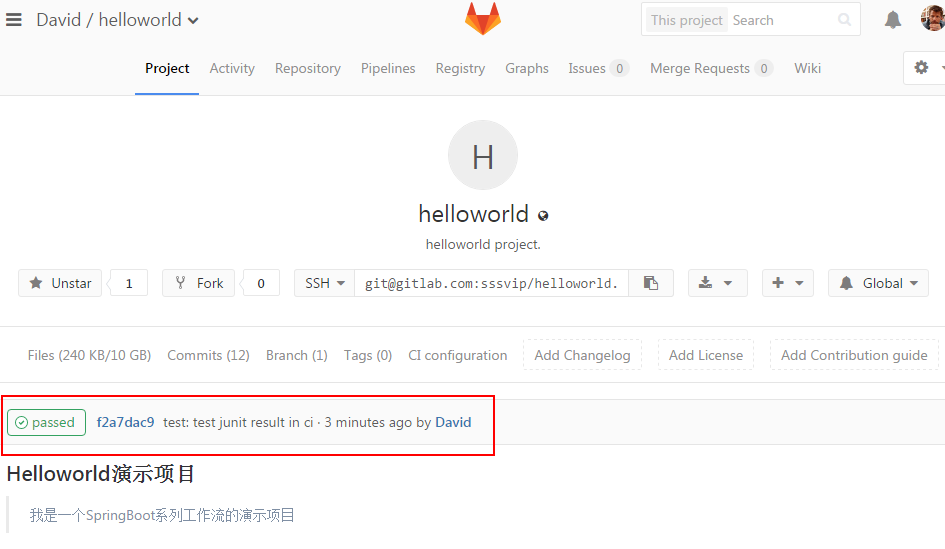 David / helloworld
This project Search
Project Activity Repository Pipelines Registry Graphs Issues 0 Merge Requests 0 Wiki
H
helloworld
helloworld project.
Unstar 1 Fork 0 SSH git@gitlab.com:sssvip/helloworld. Global
Files (240 KB/10 GB) Commits (12) Branch (1) Tags (0) CI configuration Add Changelog Add License Add Contribution guide
passed f2a7dac9 test: test junit result in ci · 3 minutes ago by David
Helloworld演示项目
我是一个SpringBoot系列工作流的演示项目